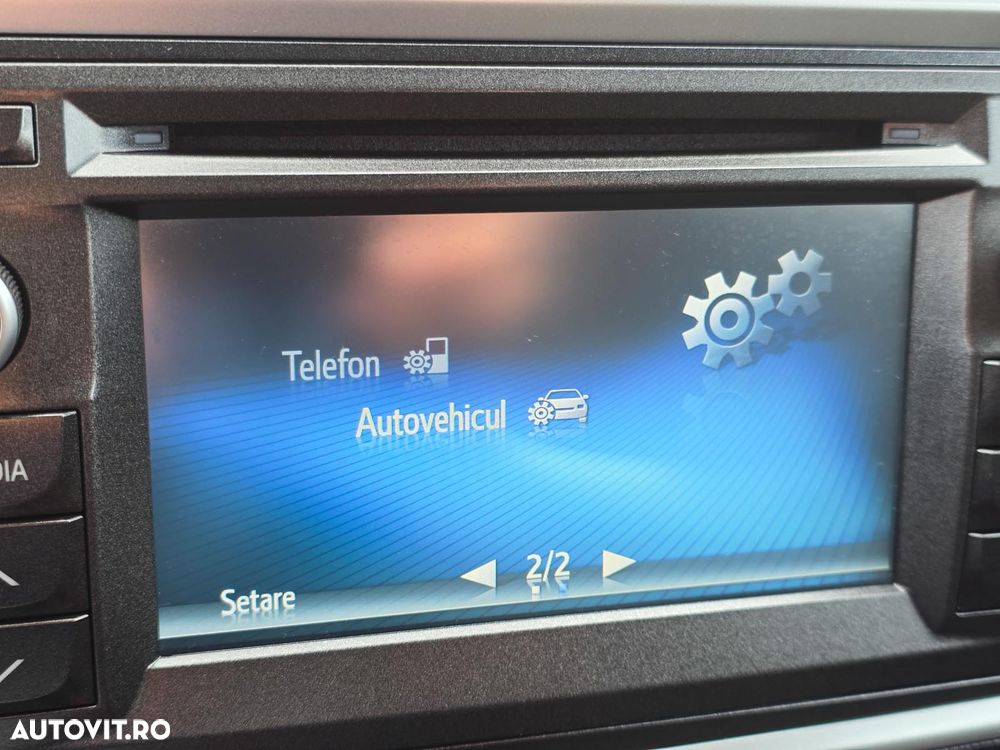 Telefon
Autovehicul
DIA
2/2
Setare
AUTOVIT.RO